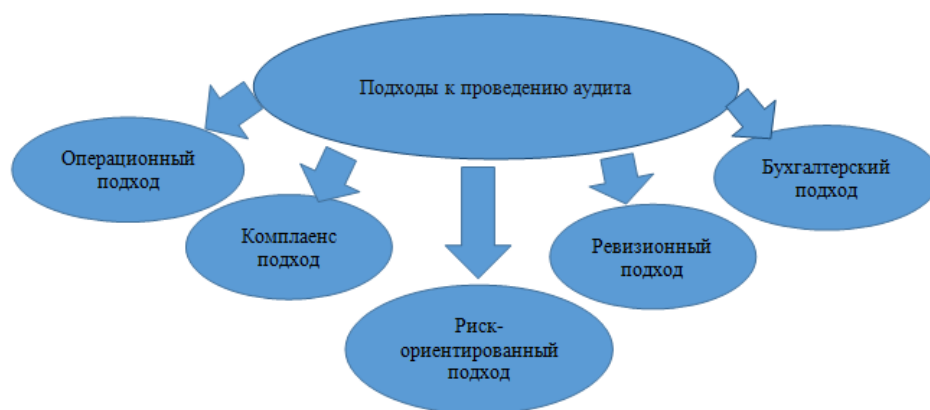 Подходы к проведению аудита
Операционный
подход
Комплаенс
подход
Риск-
ориентированный
подход
Ревизионный
подход
Бухгалтерский
подход